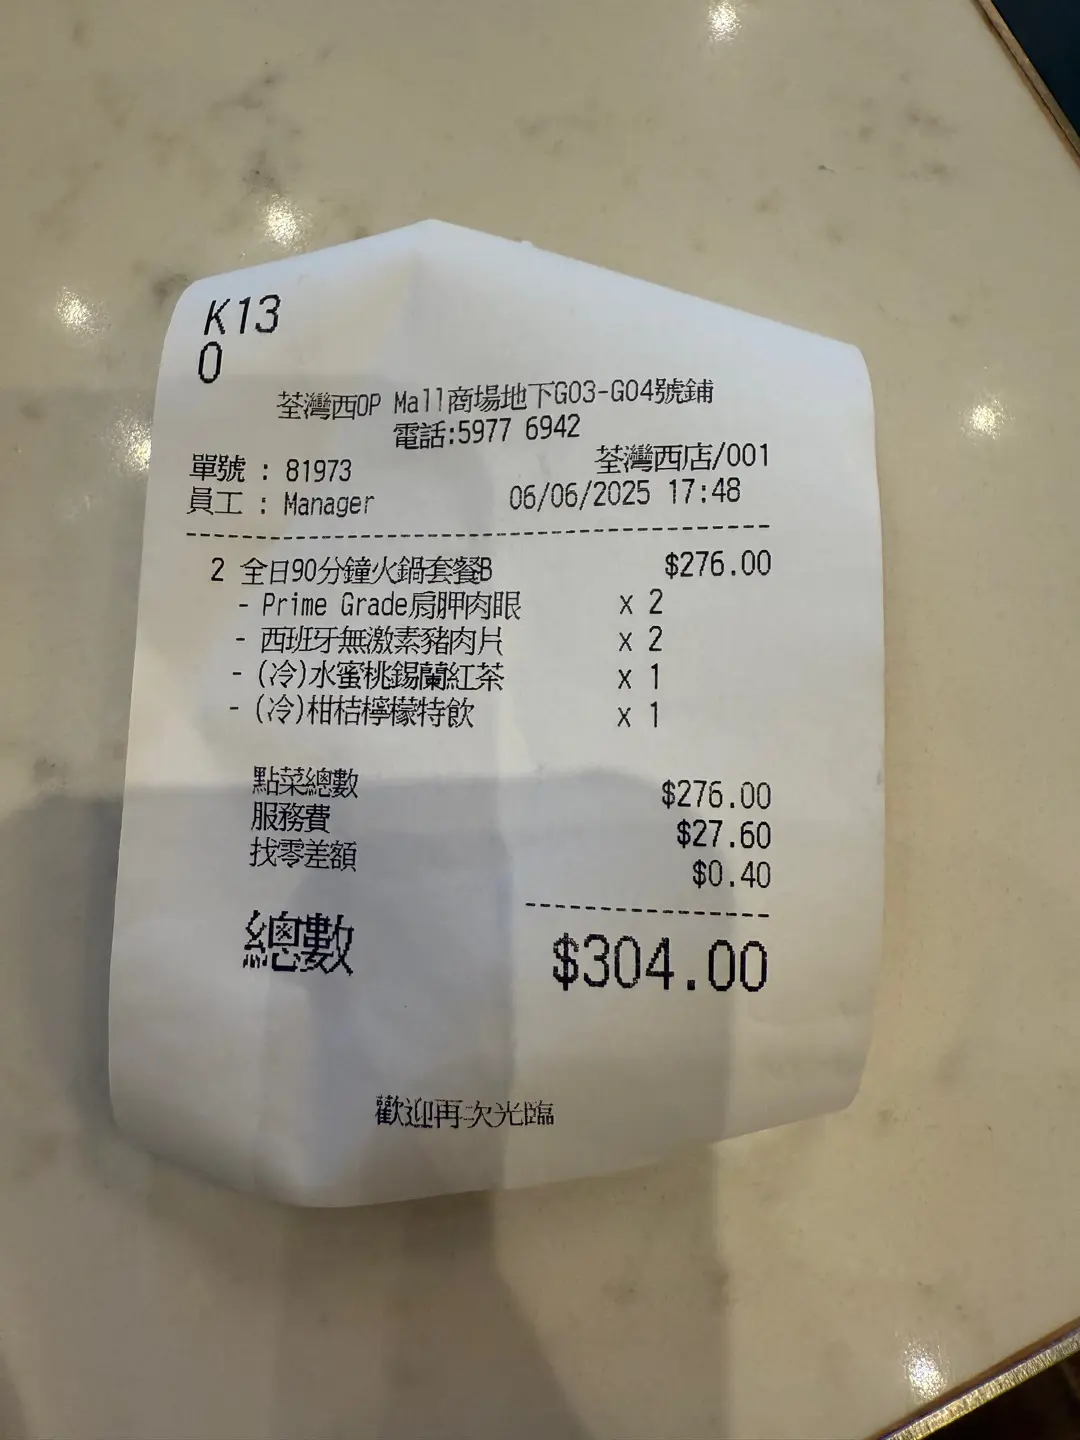 K13
0
荃灣西OP Mall商場地下G03-G04號鋪
電話:5977 6942
荃灣西店/001
單號 : 81973
員工 : Manager 06/06/2025 17:48
2 全日90分鐘火鍋套餐B $276.00
- Prime Grade肩胛肉眼 x 2
- 西班牙無激素豬肉片 x 2
- (冷)水蜜桃錫蘭紅茶 x 1
- (冷)柑桔檸檬特飲 x 1
點菜總數 $276.00
服務費 $27.60
找零差額 $0.40
總數 $304.00
歡迎再次光臨